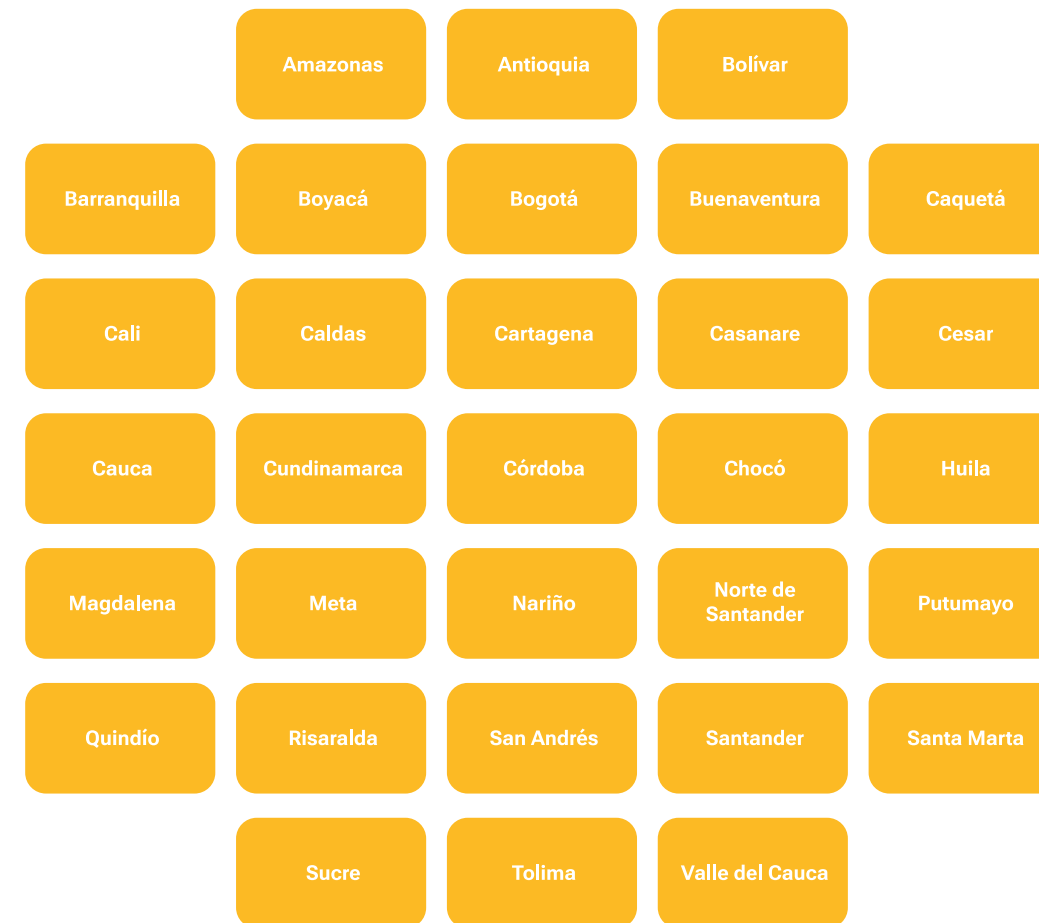 Amazonas
Antioquia
Bolívar
Barranquilla
Boyacá
Bogotá
Buenaventura
Caquetá
Cali
Caldas
Cartagena
Casanare
Cesar
Cauca
Cundinamarca
Córdoba
Chocó
Huila
Magdalena
Meta
Nariño
Norte de
Santander
Putumayo
Quindío
Risaralda
San Andrés
Santander
Santa Marta
Sucre
Tolima
Valle del Cauca